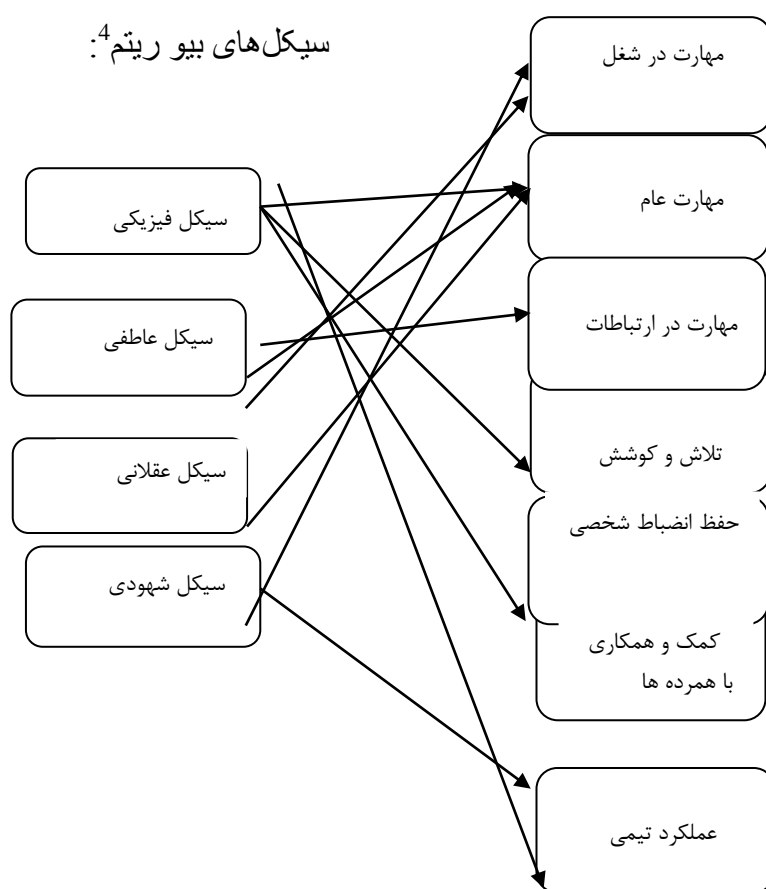 سیکل‌های بیو ریتم4:
مهارت در شغل
مهارت عام
سیکل فیزیکی
مهارت در ارتباطات
سیکل عاطفی
تلاش و کوشش
سیکل عقلانی
حفظ انضباط شخصی
سیکل شهودی
کمک و همکاری
با همرده ها
عملکرد تیمی